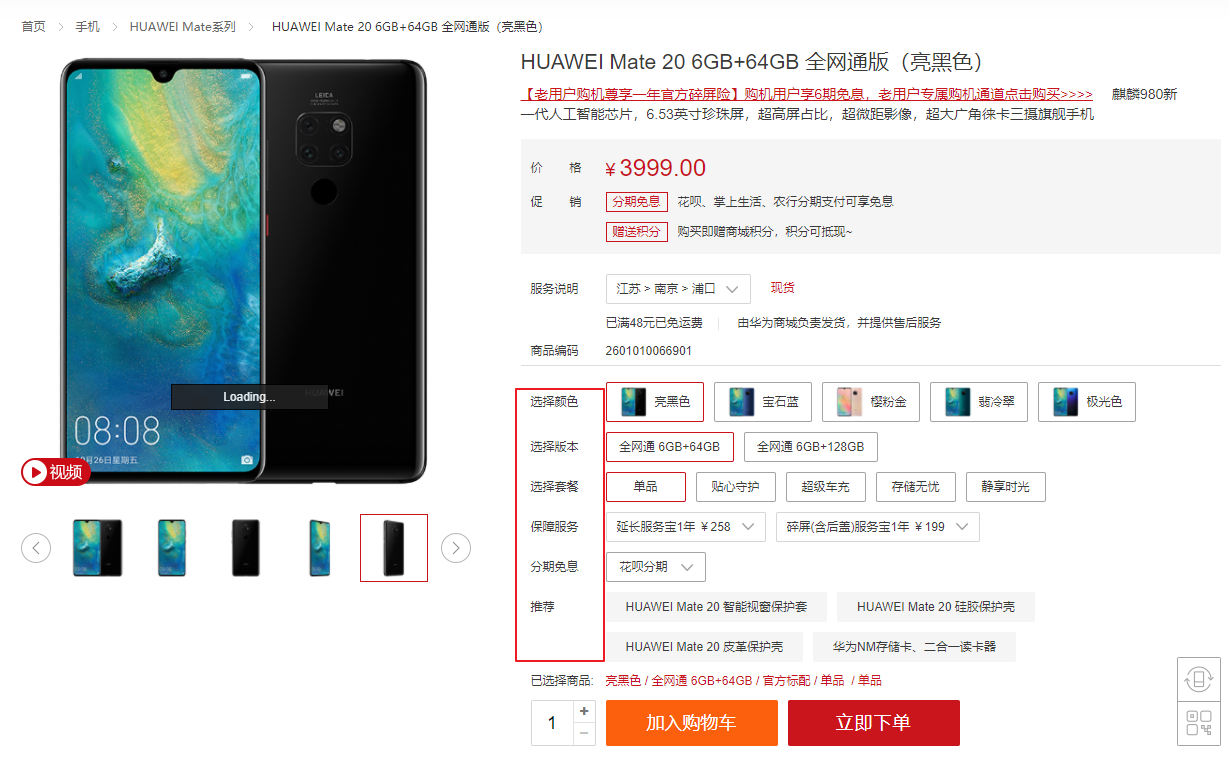 首页 > 手机 > HUAWEI Mate系列 > HUAWEI Mate 20 6GB+64GB 全网通版（亮黑色）
HUAWEI Mate 20 6GB+64GB 全网通版（亮黑色）
【老用户购机尊享一年官方碎屏险】购机用户享6期免息，老用户专属购机通道点击购买>>>> 麒麟980新
一代人工智能芯片，6.53英寸珍珠屏，超高屏占比，超微距影像，超大广角徕卡三摄旗舰手机
LEICA
HUAWEI
Loading...
08:08
月26日星期五
视频
价 格 ¥ 3999.00
促 销 分期免息 花呗、掌上生活、农行分期支付可享免息
赠送积分 购买即赠商城积分，积分可抵现~
服务说明 江苏 > 南京 > 浦口 现货
已满48元已免运费 由华为商城负责发货，并提供售后服务
商品编码 2601010066901
选择颜色 亮黑色 宝石蓝 樱粉金 翡冷翠 极光色
选择版本 全网通 6GB+64GB 全网通 6GB+128GB
选择套餐 单品 贴心守护 超级车充 存储无忧 静享时光
保障服务 延长服务宝1年 ¥258 碎屏(含后盖)服务宝1年 ¥199
分期免息 花呗分期
推荐 HUAWEI Mate 20 智能视窗保护套 HUAWEI Mate 20 硅胶保护壳
HUAWEI Mate 20 皮革保护壳 华为NM存储卡、二合一读卡器
已选择商品: 亮黑色 / 全网通 6GB+64GB / 官方标配 / 单品 / 单品
1 + − 加入购物车 立即下单